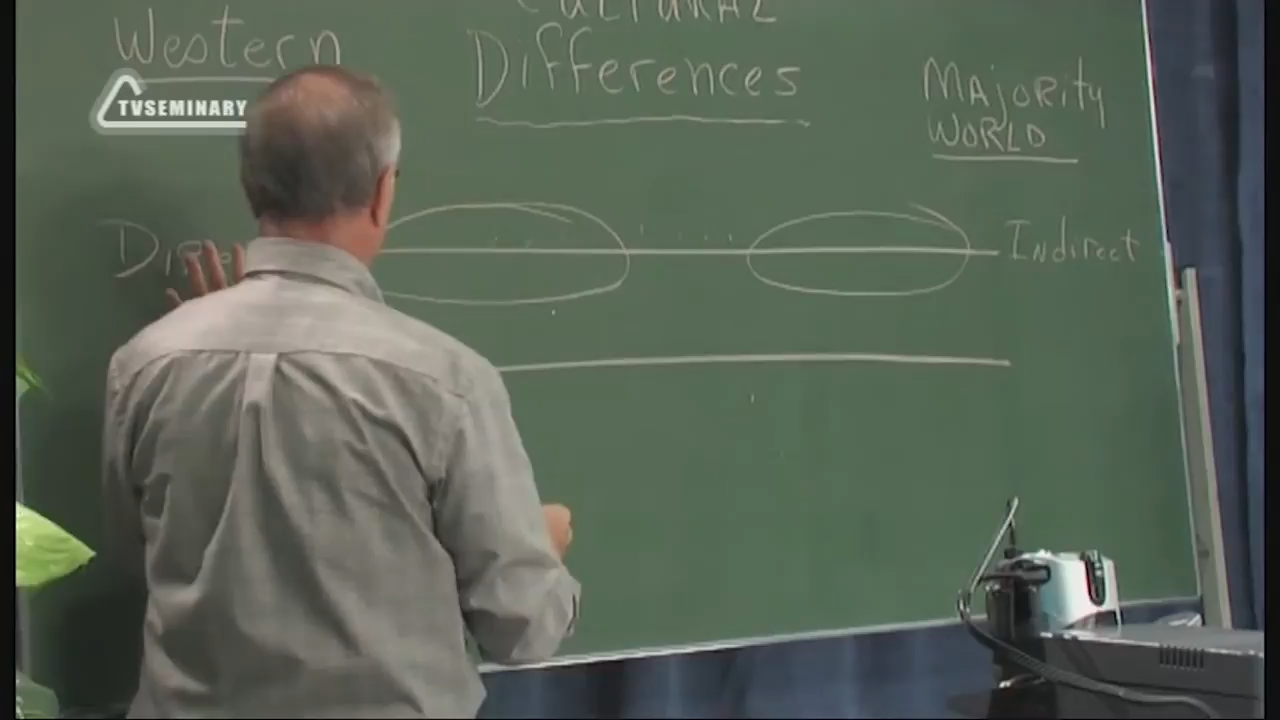 CULTURAL
Differences
Western
TVSEMINARY
MAJORITY
WORLD
Indirect